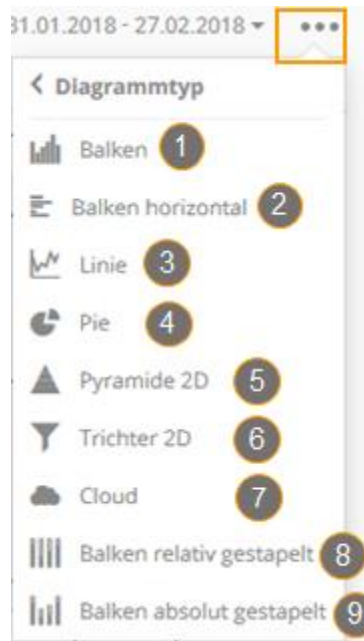 31.01.2018 - 27.02.2018
Diagrammtyp
Balken 1
Balken horizontal 2
Linie 3
Pie 4
Pyramide 2D 5
Trichter 2D 6
Cloud 7
Balken relativ gestapelt 8
Balken absolut gestapelt 9